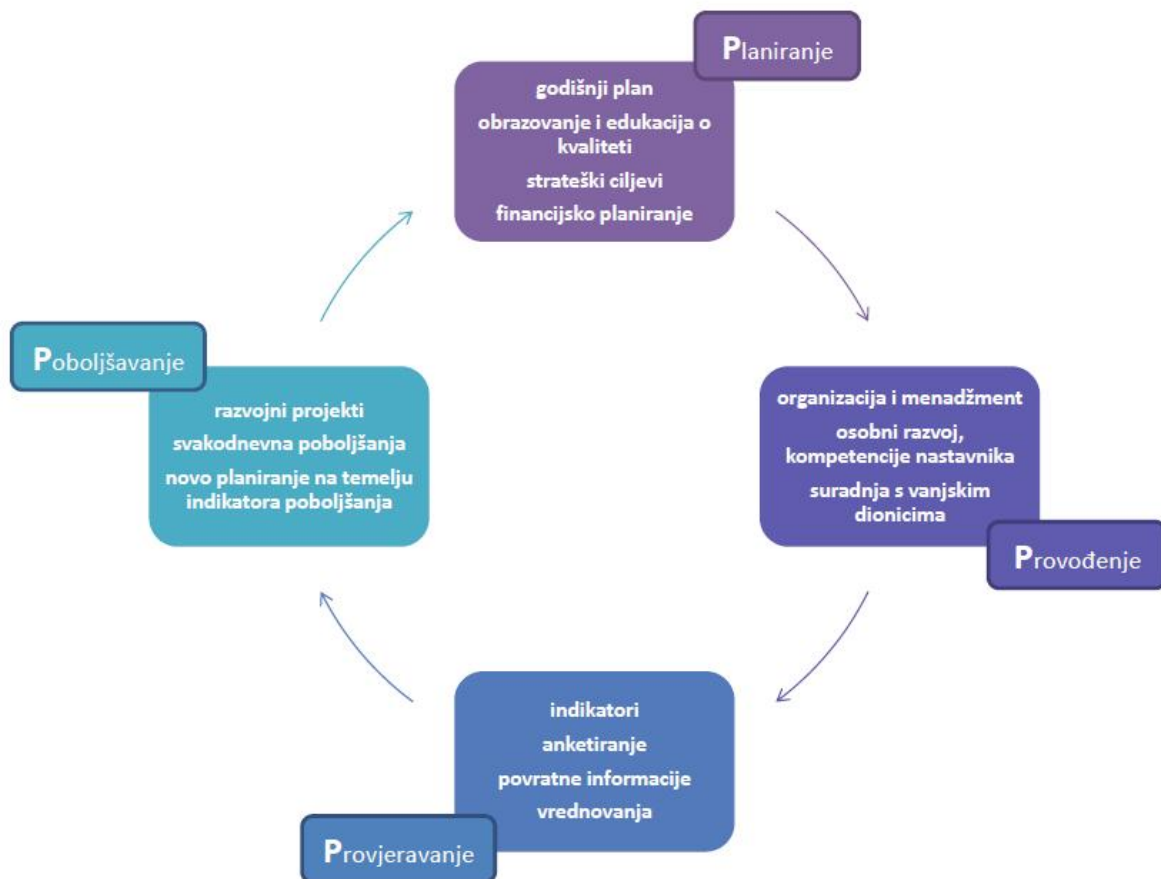 Planiranje
godišnji plan
obrazovanje i edukacija o
kvaliteti
strateški ciljevi
financijsko planiranje
Poboljšavanje
razvojni projekti
svakodnevna poboljšanja
novo planiranje na temelju
indikatora poboljšanja
organizacija i menadžment
osobni razvoj,
kompetencije nastavnika
suradnja s vanjskim
dionicima
Provođenje
indikatori
anketiranje
povratne informacije
vrednovanja
Provjeravanje